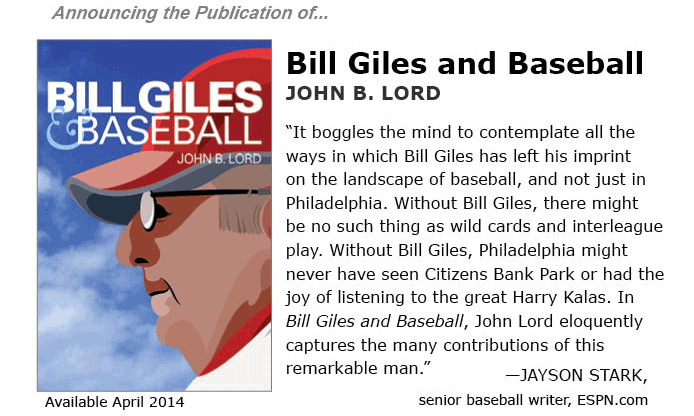 Announcing the Publication of...
BILL GILES
& BASEBALL
JOHN B. LORD
Available April 2014
Bill Giles and Baseball
JOHN B. LORD
“It boggles the mind to contemplate all the
ways in which Bill Giles has left his imprint
on the landscape of baseball, and not just in
Philadelphia. Without Bill Giles, there might
be no such thing as wild cards and interleague
play. Without Bill Giles, Philadelphia might
never have seen Citizens Bank Park or had the
joy of listening to the great Harry Kalas. In
Bill Giles and Baseball, John Lord eloquently
captures the many contributions of this
remarkable man.”
—JAYSON STARK,
senior baseball writer, ESPN.com